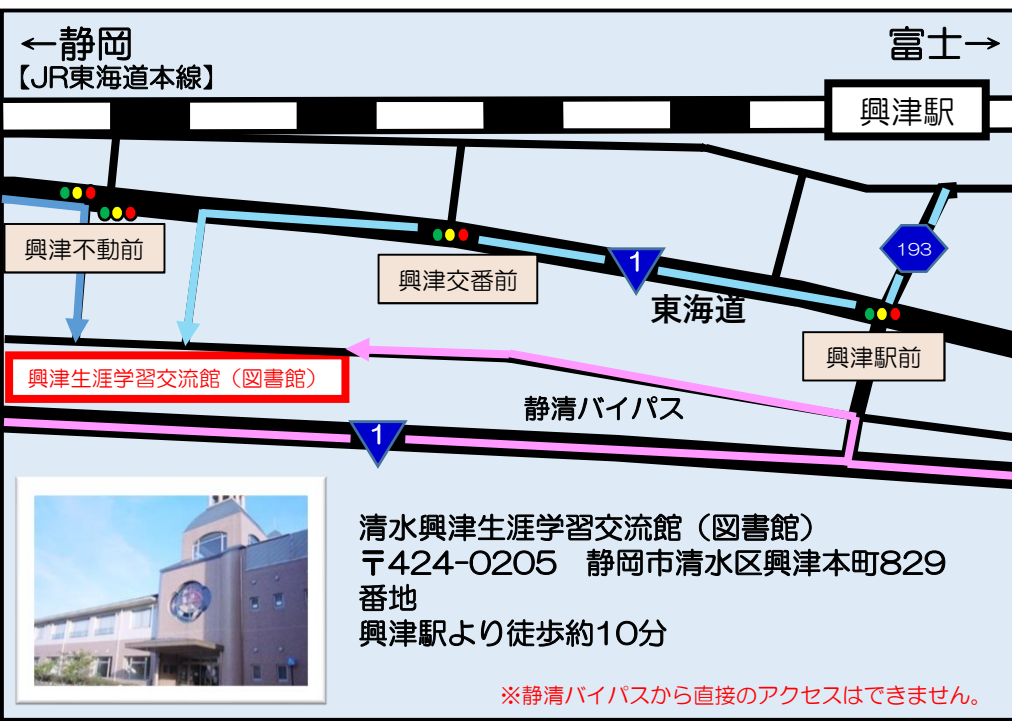 ←静岡
富士→
【JR東海道本線】
興津駅
193
興津不動前
興津交番前
1
東海道
興津駅前
興津生涯学習交流館（図書館）
静清バイパス
1
清水興津生涯学習交流館（図書館）
〒424-0205　静岡市清水区興津本町829
番地
興津駅より徒歩約10分
※静清バイパスから直接のアクセスはできません。